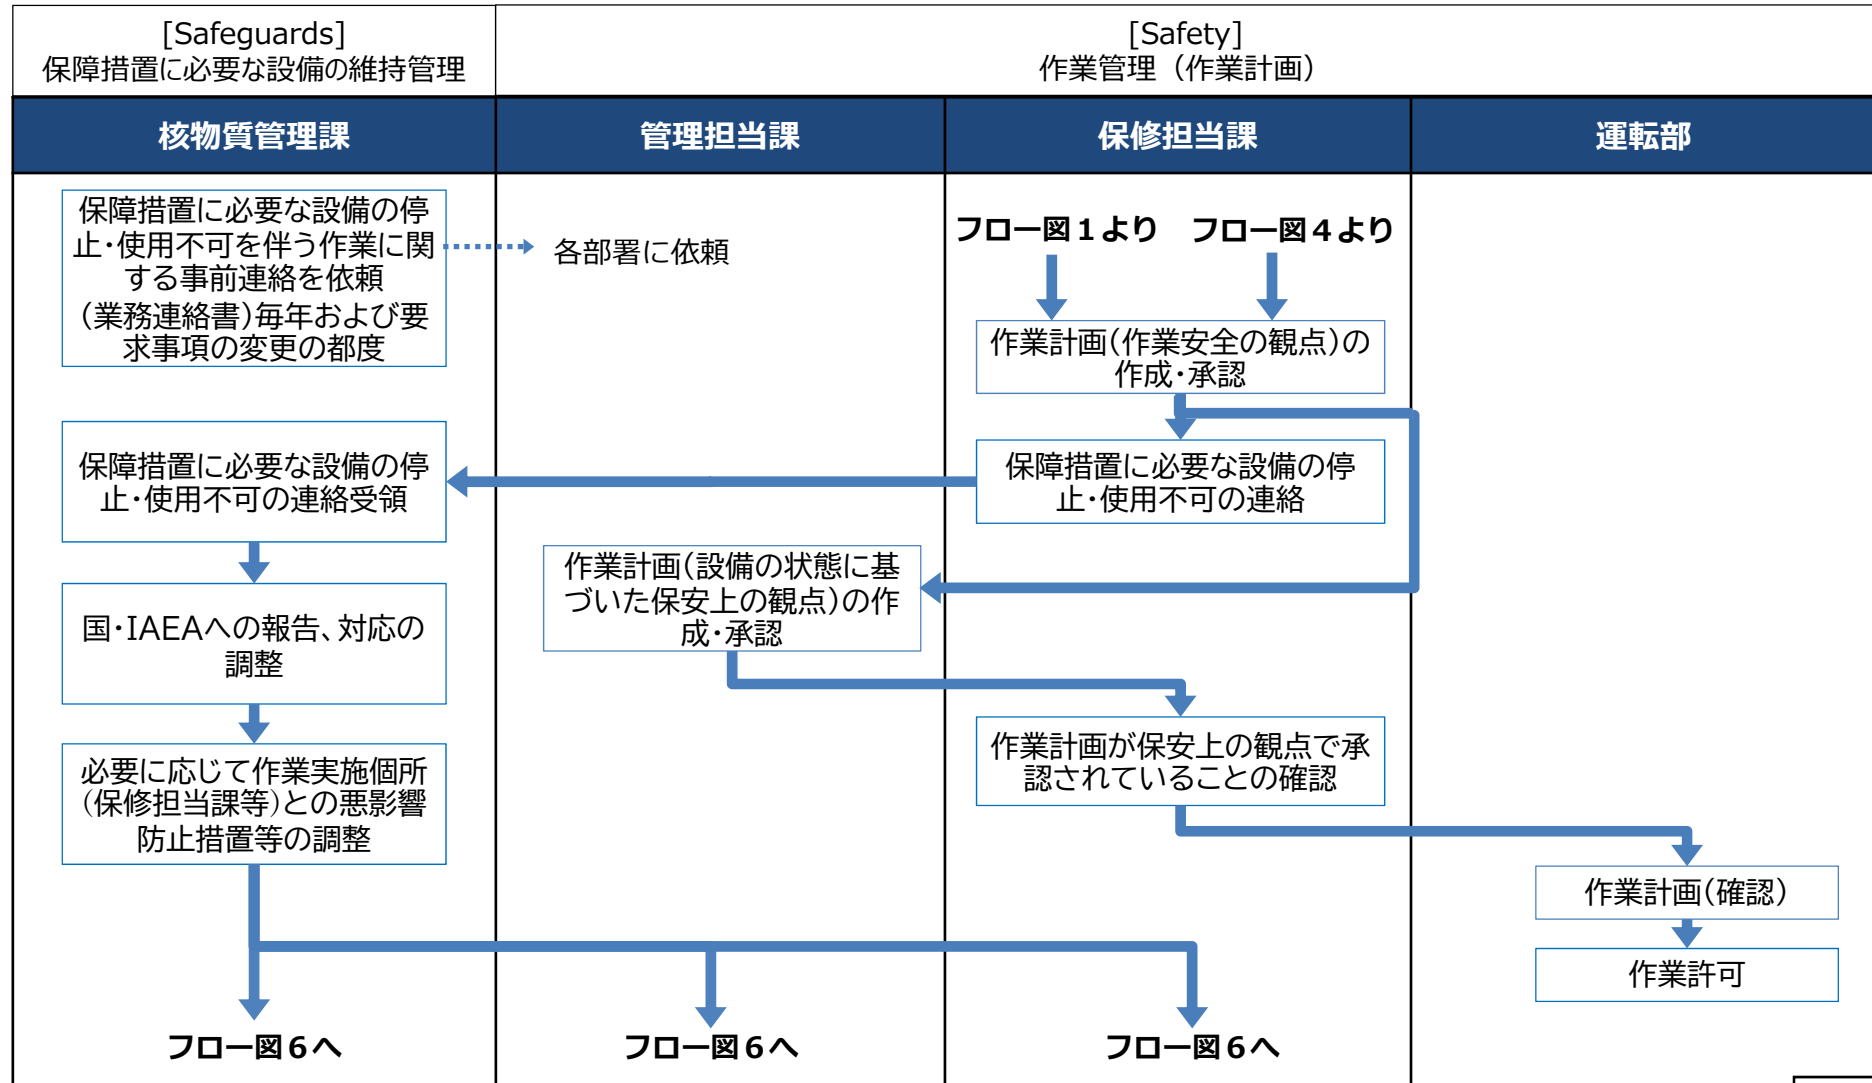 [Safeguards]
保障措置に必要な設備の維持管理
[Safety]
作業管理（作業計画）
核物質管理課
管理担当課
保修担当課
運転部
保障措置に必要な設備の停
止・使用不可を伴う作業に関
する事前連絡を依頼
（業務連絡書）毎年および要
求事項の変更の都度
各部署に依頼
フロー図１より
フロー図４より
作業計画（作業安全の観点）の
作成・承認
保障措置に必要な設備の停
止・使用不可の連絡受領
保障措置に必要な設備の停
止・使用不可の連絡
作業計画（設備の状態に基
づいた保安上の観点）の作
成・承認
国・IAEAへの報告、対応の
調整
必要に応じて作業実施個所
（保修担当課等）との悪影響
防止措置等の調整
作業計画が保安上の観点で承
認されていることの確認
作業計画（確認）
作業許可
フロー図６へ
フロー図６へ
フロー図６へ